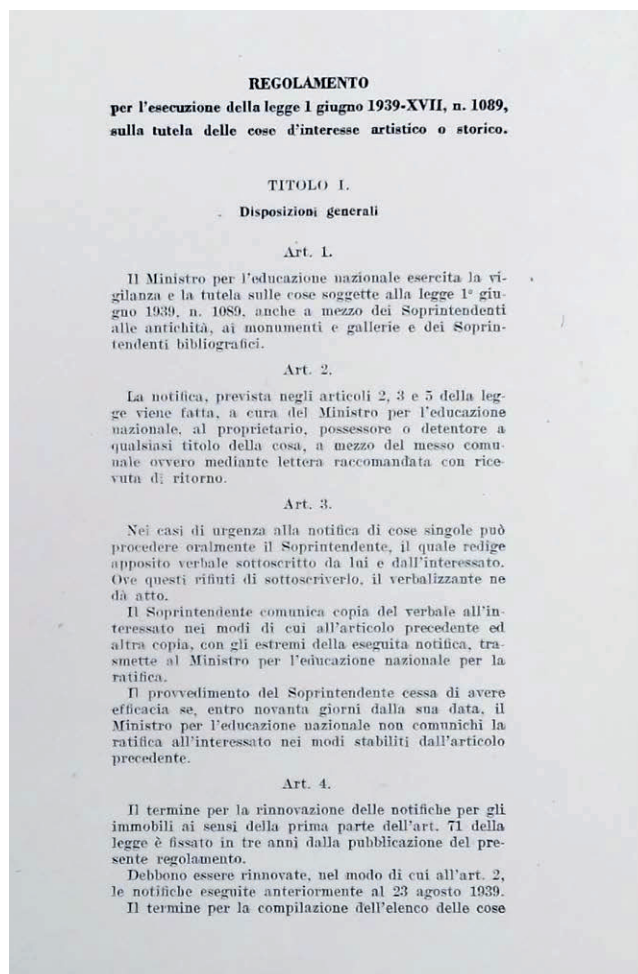 REGOLAMENTO
per l'esecuzione della legge 1 giugno 1939-XVII, n. 1089,
sulla tutela delle cose d'interesse artistico o storico.
TITOLO I.
Disposizioni generali
Art. 1.
Il Ministro per l'educazione nazionale esercita la vi-
gilanza e la tutela sulle cose soggette alla legge 1° giu-
gno 1939, n. 1089, anche a mezzo dei Soprintendenti
alle antichità, ai monumenti e gallerie e dei Soprin-
tendenti bibliografici.
Art. 2.
La notifica, prevista negli articoli 2, 3 e 5 della leg-
ge viene fatta, a cura del Ministro per l'educazione
nazionale, al proprietario, possessore o detentore a
qualsiasi titolo della cosa, a mezzo del messo comu-
nale ovvero mediante lettera raccomandata con rice-
vuta di ritorno.
Art. 3.
Nei casi di urgenza alla notifica di cose singole può
procedere oralmente il Soprintendente, il quale redige
apposito verbale sottoscritto da lui e dall'interessato.
Ove questi rifiuti di sottoscriverlo, il verbalizzante ne
dà atto.
Il Soprintendente comunica copia del verbale all'in-
teressato nei modi di cui all'articolo precedente ed
altra copia, con gli estremi della eseguita notifica, tra-
smette al Ministro per l'educazione nazionale per la
ratifica.
Il provvedimento del Soprintendente cessa di avere
efficacia se, entro novanta giorni dalla sua data, il
Ministro per l'educazione nazionale non comunichi la
ratifica all'interessato nei modi stabiliti dall'articolo
precedente.
Art. 4.
Il termine per la rinnovazione delle notifiche per gli
immobili ai sensi della prima parte dell'art. 71 della
legge è fissato in tre anni dalla pubblicazione del pre-
sente regolamento.
Debbono essere rinnovate, nel modo di cui all'art. 2,
le notifiche eseguite anteriormente al 23 agosto 1939.
Il termine per la compilazione dell'elenco delle cose